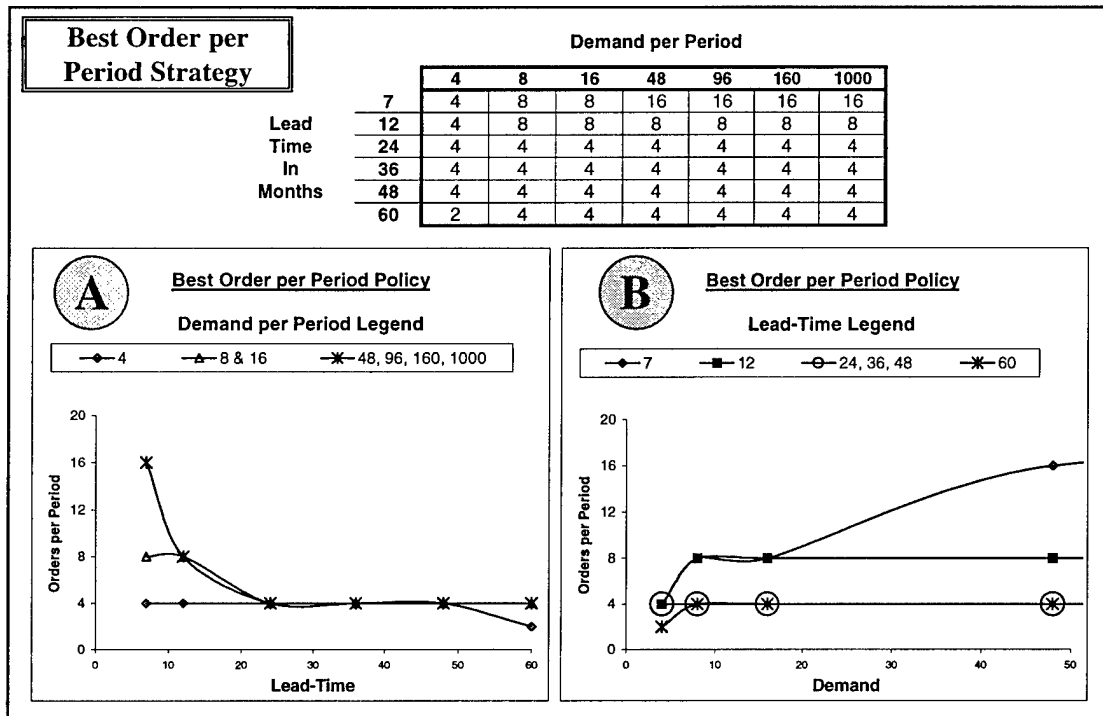 Best Order per
Period Strategy
Demand per Period
4 8 16 48 96 160 1000
7 4 8 8 16 16 16 16
Lead 12 4 8 8 8 8 8 8
Time 24 4 4 4 4 4 4 4
In 36 4 4 4 4 4 4 4
Months 48 4 4 4 4 4 4 4
60 2 4 4 4 4 4 4
A
Best Order per Period Policy
Demand per Period Legend
4 8 & 16 48, 96, 160, 1000
20
16
12
8
4
0
Orders per Period
0 10 20 30 40 50 60
Lead-Time
B
Best Order per Period Policy
Lead-Time Legend
7 12 24, 36, 48 60
20
16
12
8
4
0
Orders per Period
0 10 20 30 40 50
Demand